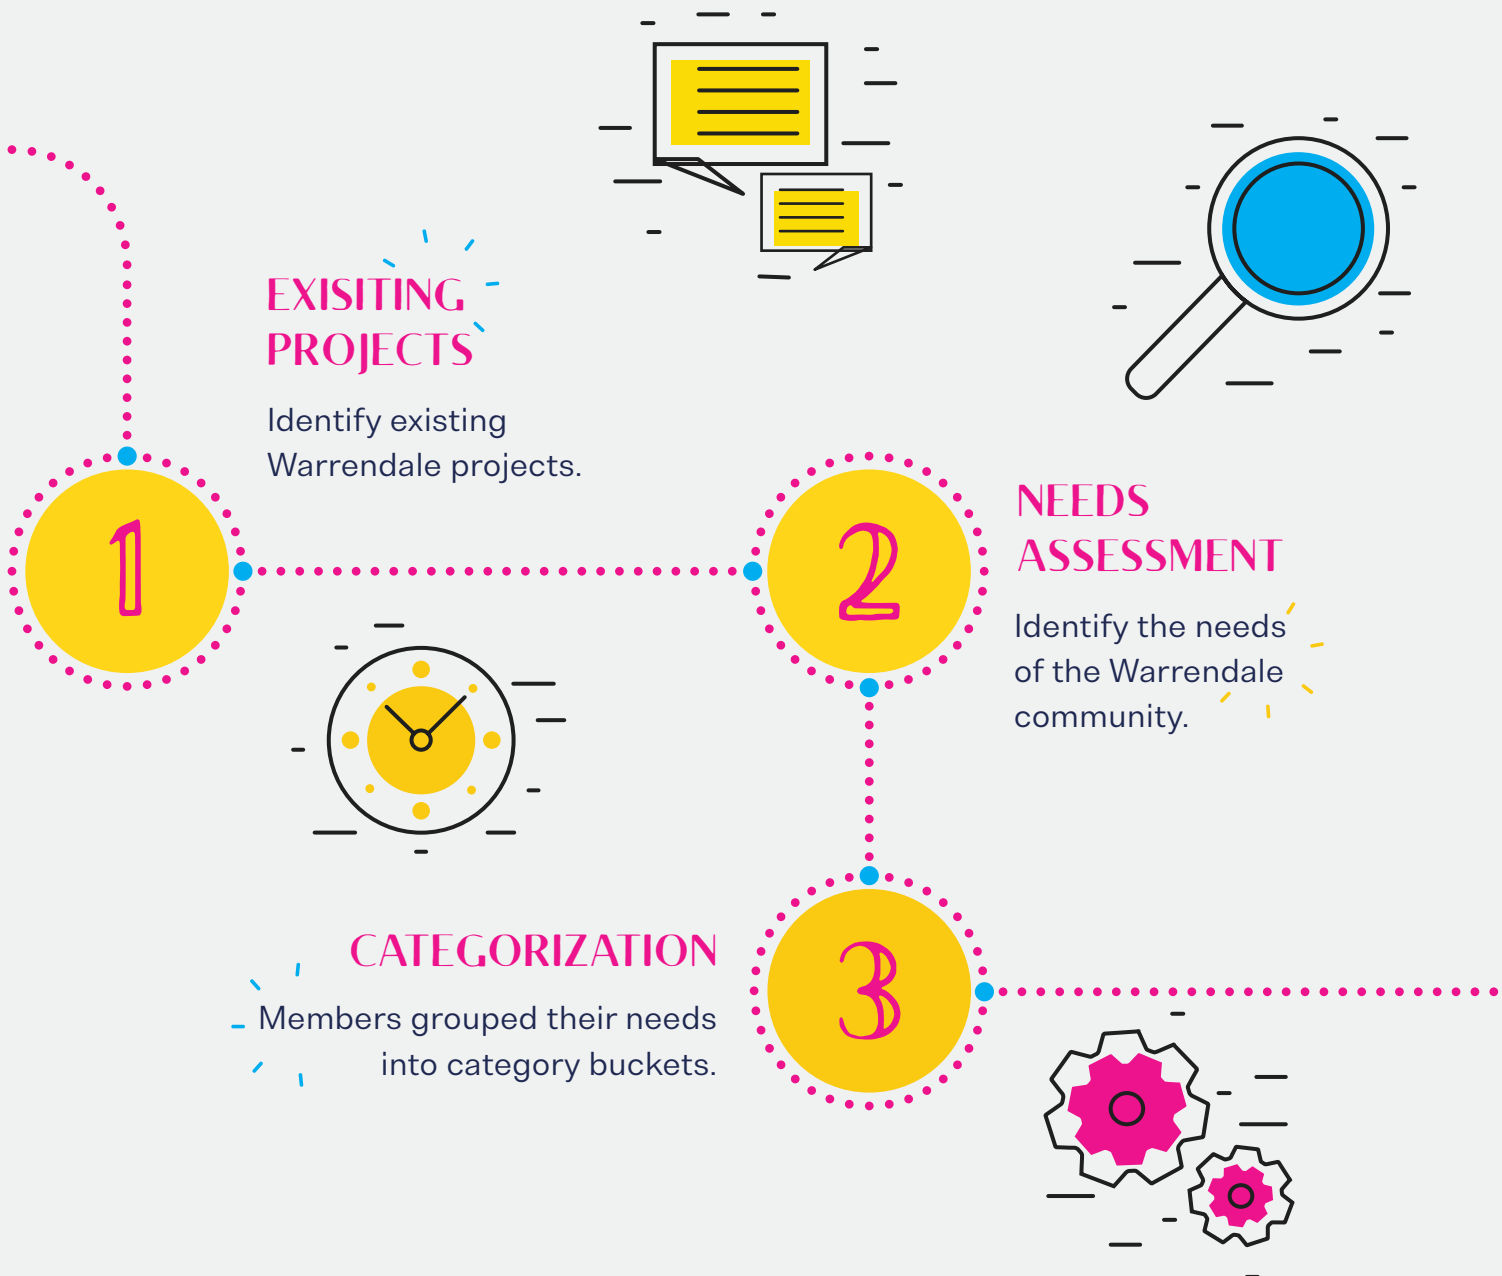 EXISITING
PROJECTS
Identify existing
Warrendale projects.
1
2
NEEDS
ASSESSMENT
Identify the needs
of the Warrendale
community.
3
CATEGORIZATION
Members grouped their needs
into category buckets.